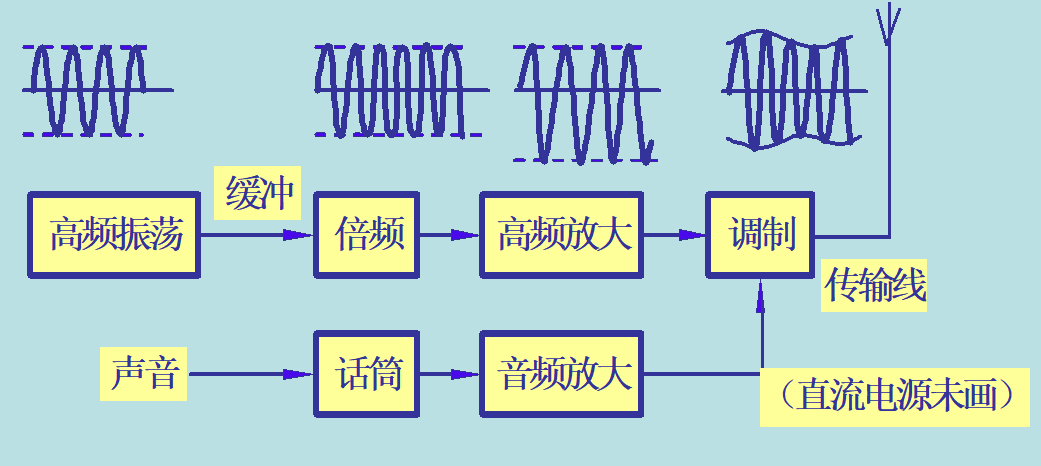 缓冲
高频振荡
倍频
高频放大
调制
传输线
声音
话筒
音频放大
（直流电源未画）